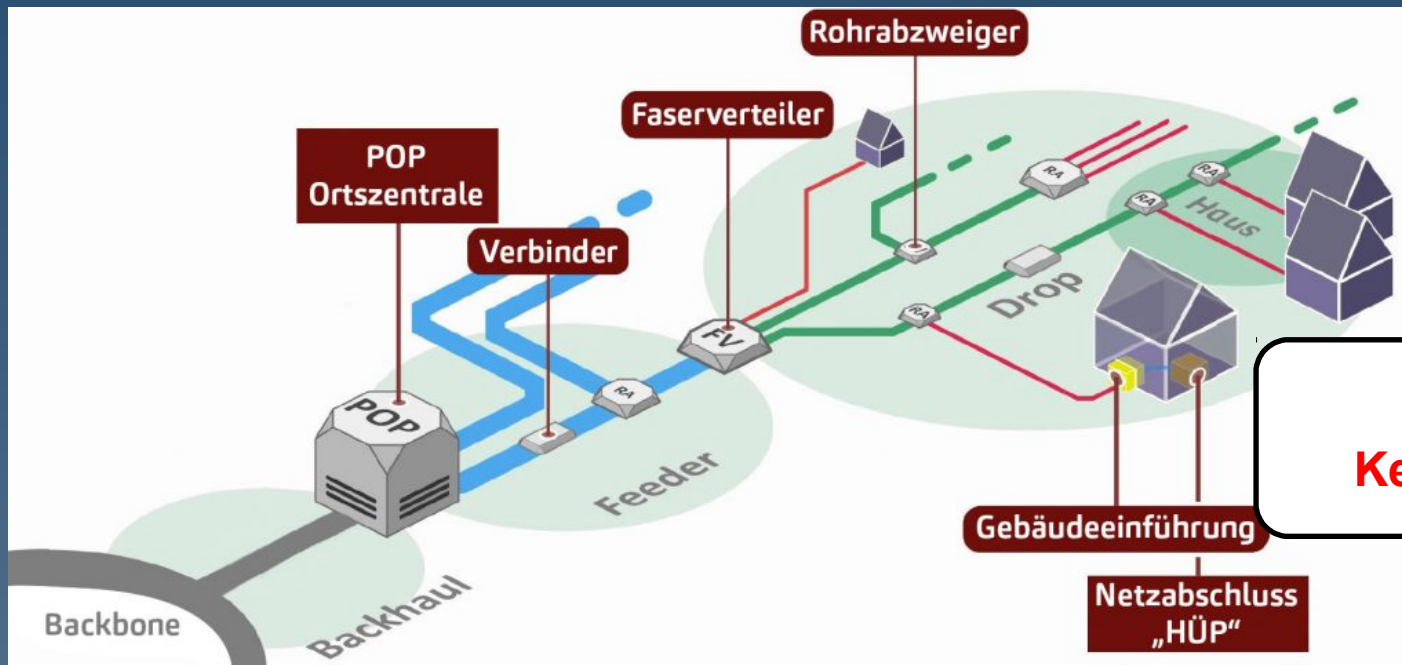 Rohrabzweiger
Faserverteiler
POP
Ortszentrale
Verbinder
RA
RA
RA
Haus
Drop
RA
FV
RA
POP
Feeder
Gebäudeeinführung
Netzabschluss
„HÜP“
Backhaul
Backbone
Ke